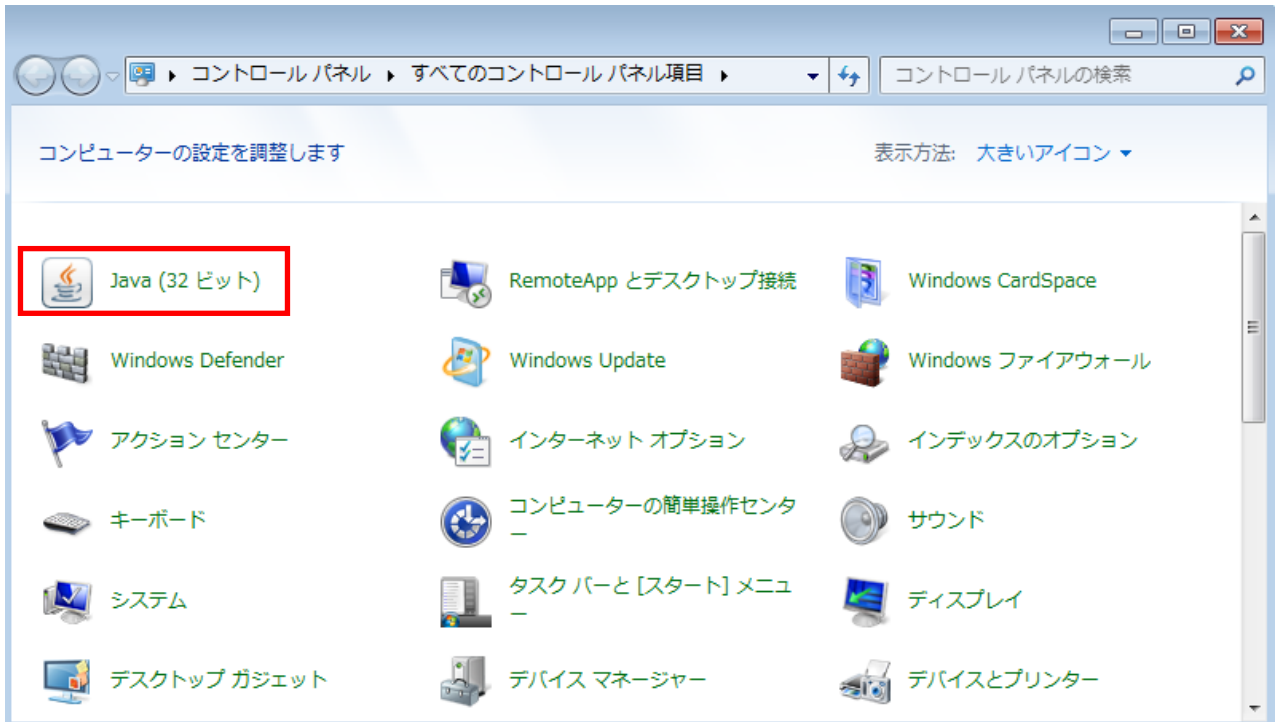 コントロール パネル ▸ すべてのコントロール パネル項目 ▸
コントロール パネルの検索
コンピューターの設定を調整します
表示方法: 大きいアイコン
Java (32 ビット)
RemoteApp とデスクトップ接続
Windows CardSpace
Windows Defender
Windows Update
Windows ファイアウォール
アクション センター
インターネット オプション
インデックスのオプション
キーボード
コンピューターの簡単操作センタ
ー
サウンド
システム
タスク バーと [スタート] メニュ
ー
ディスプレイ
デスクトップ ガジェット
デバイス マネージャー
デバイスとプリンター